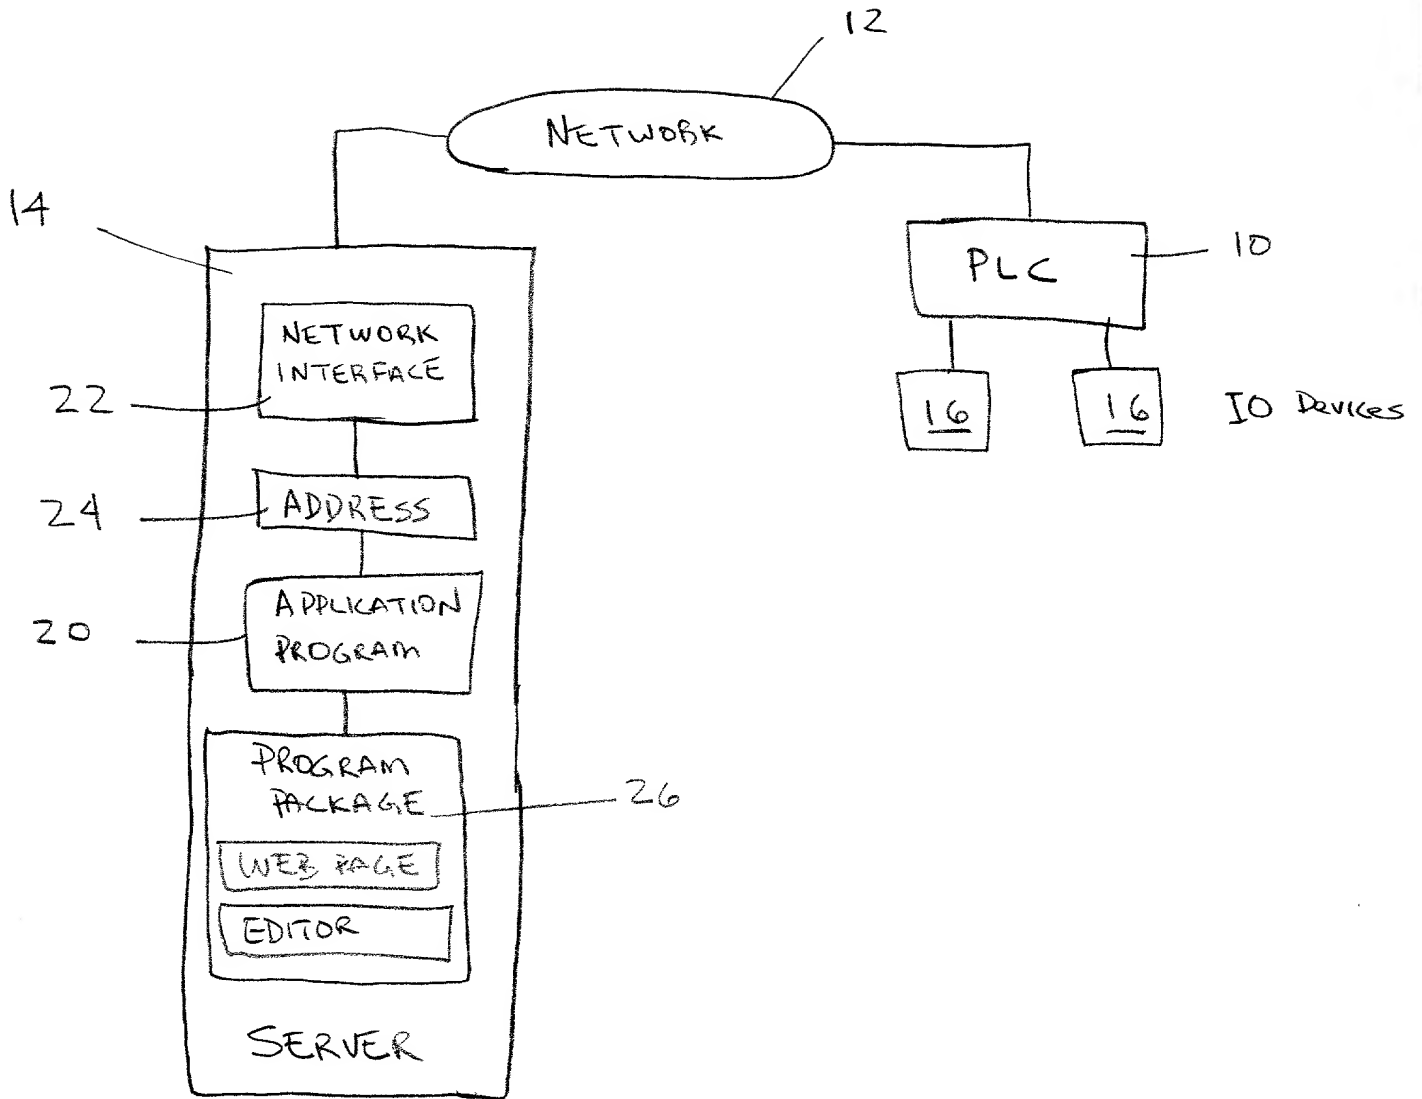 12
NETWORK
14
PLC
10
NETWORK
INTERFACE
22
16
16
IO Devices
24
ADDRESS
APPLICATION
PROGRAM
20
PROGRAM
PACKAGE
26
WEB PAGE
EDITOR
SERVER